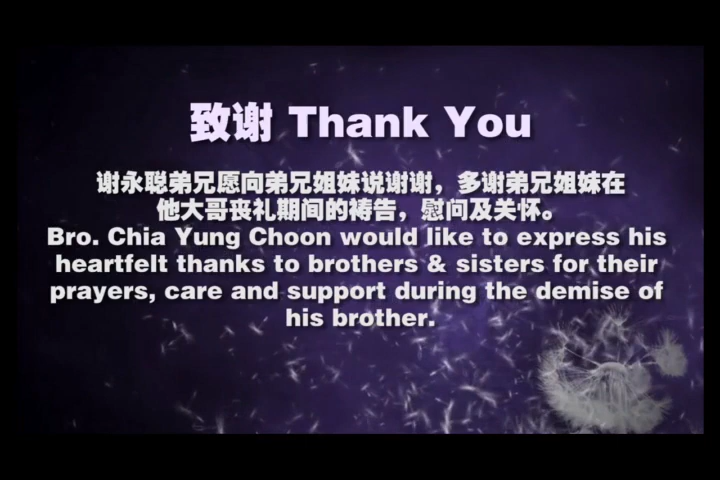 致谢 Thank You
谢永聪弟兄愿向弟兄姐妹说谢谢，多谢弟兄姐妹在
他大哥丧礼期间的祷告，慰问及关怀。
Bro. Chia Yung Choon would like to express his
heartfelt thanks to brothers & sisters for their
prayers, care and support during the demise of
his brother.